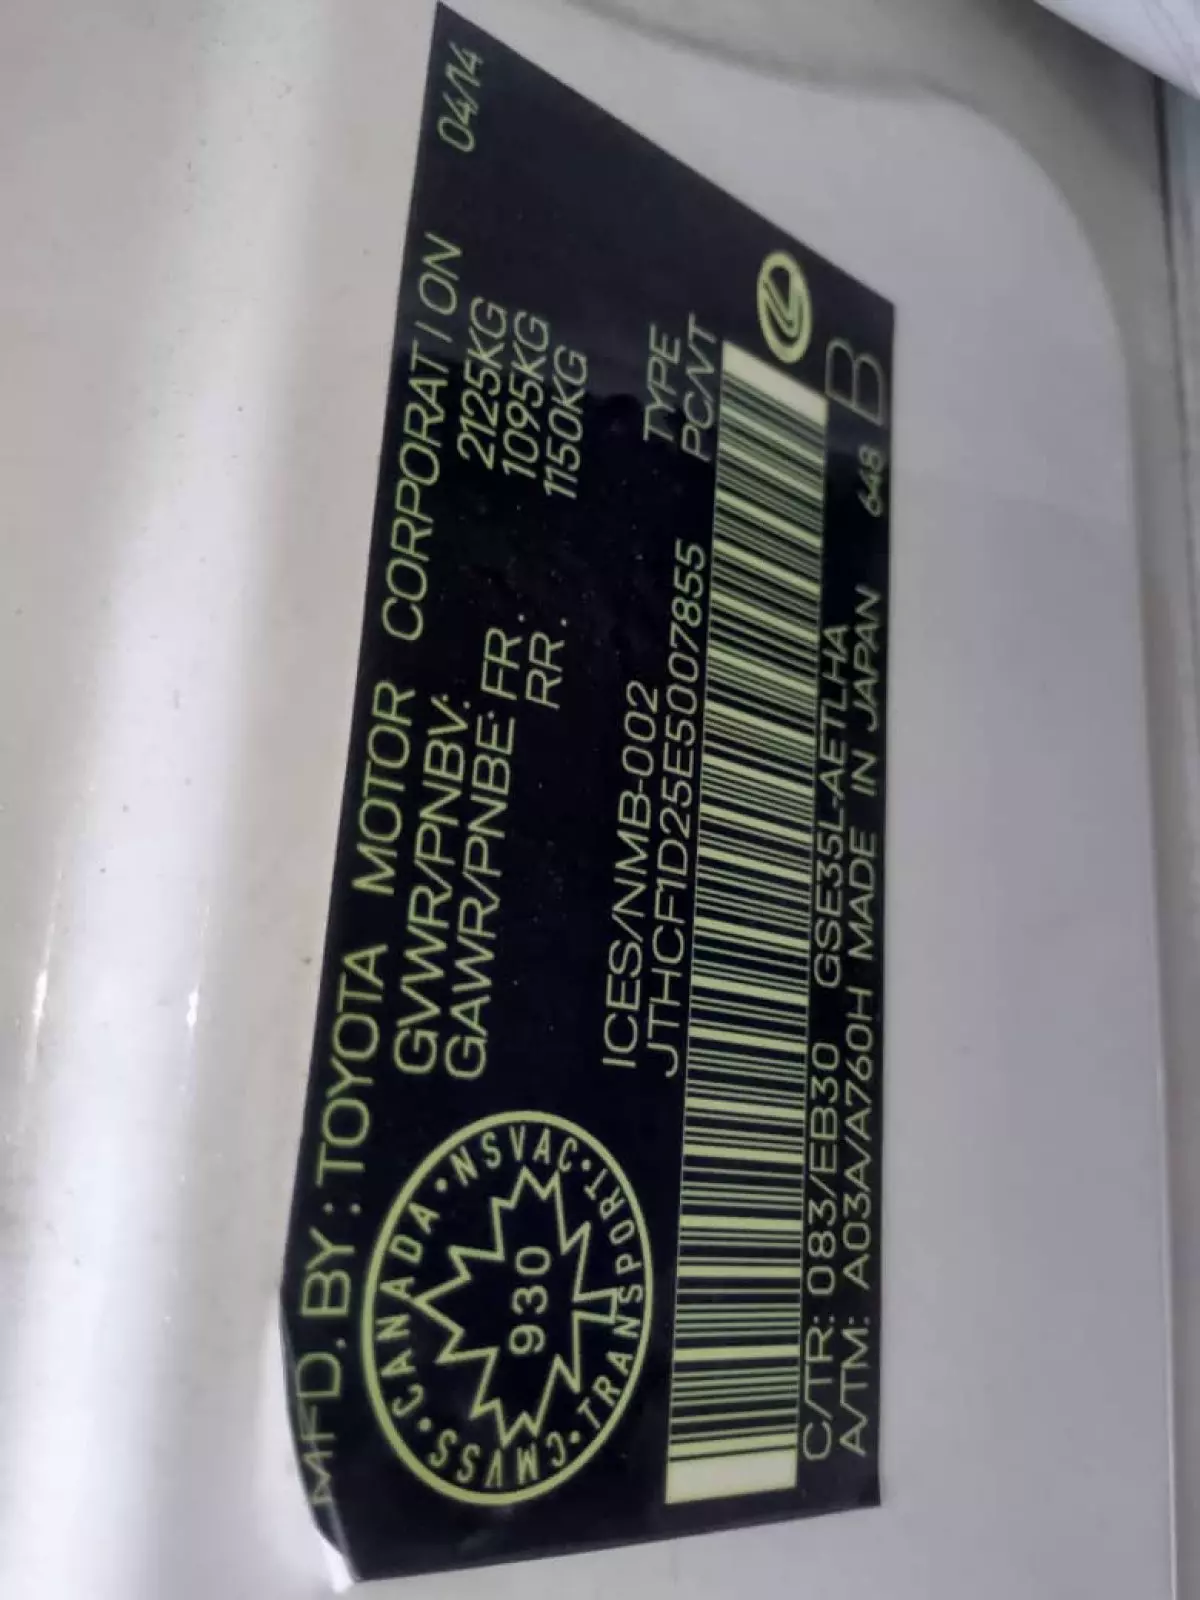 MFD. BY: TOYOTA MOTOR CORPORATION 04/14
GVWR/PNBV: 2125KG
GAWR/PNBE: FR. 1095KG
RR. 1150KG
CANADA • NSVAC • TRANSPORT • CMVSS •
930
ICES/NMB-002 TYPE
JTHCF1D25E5007855 PC/VT
C/TR: 083/EB30 GSE35L-AETLHA
A/TM: A03A/A760H MADE IN JAPAN 648 B